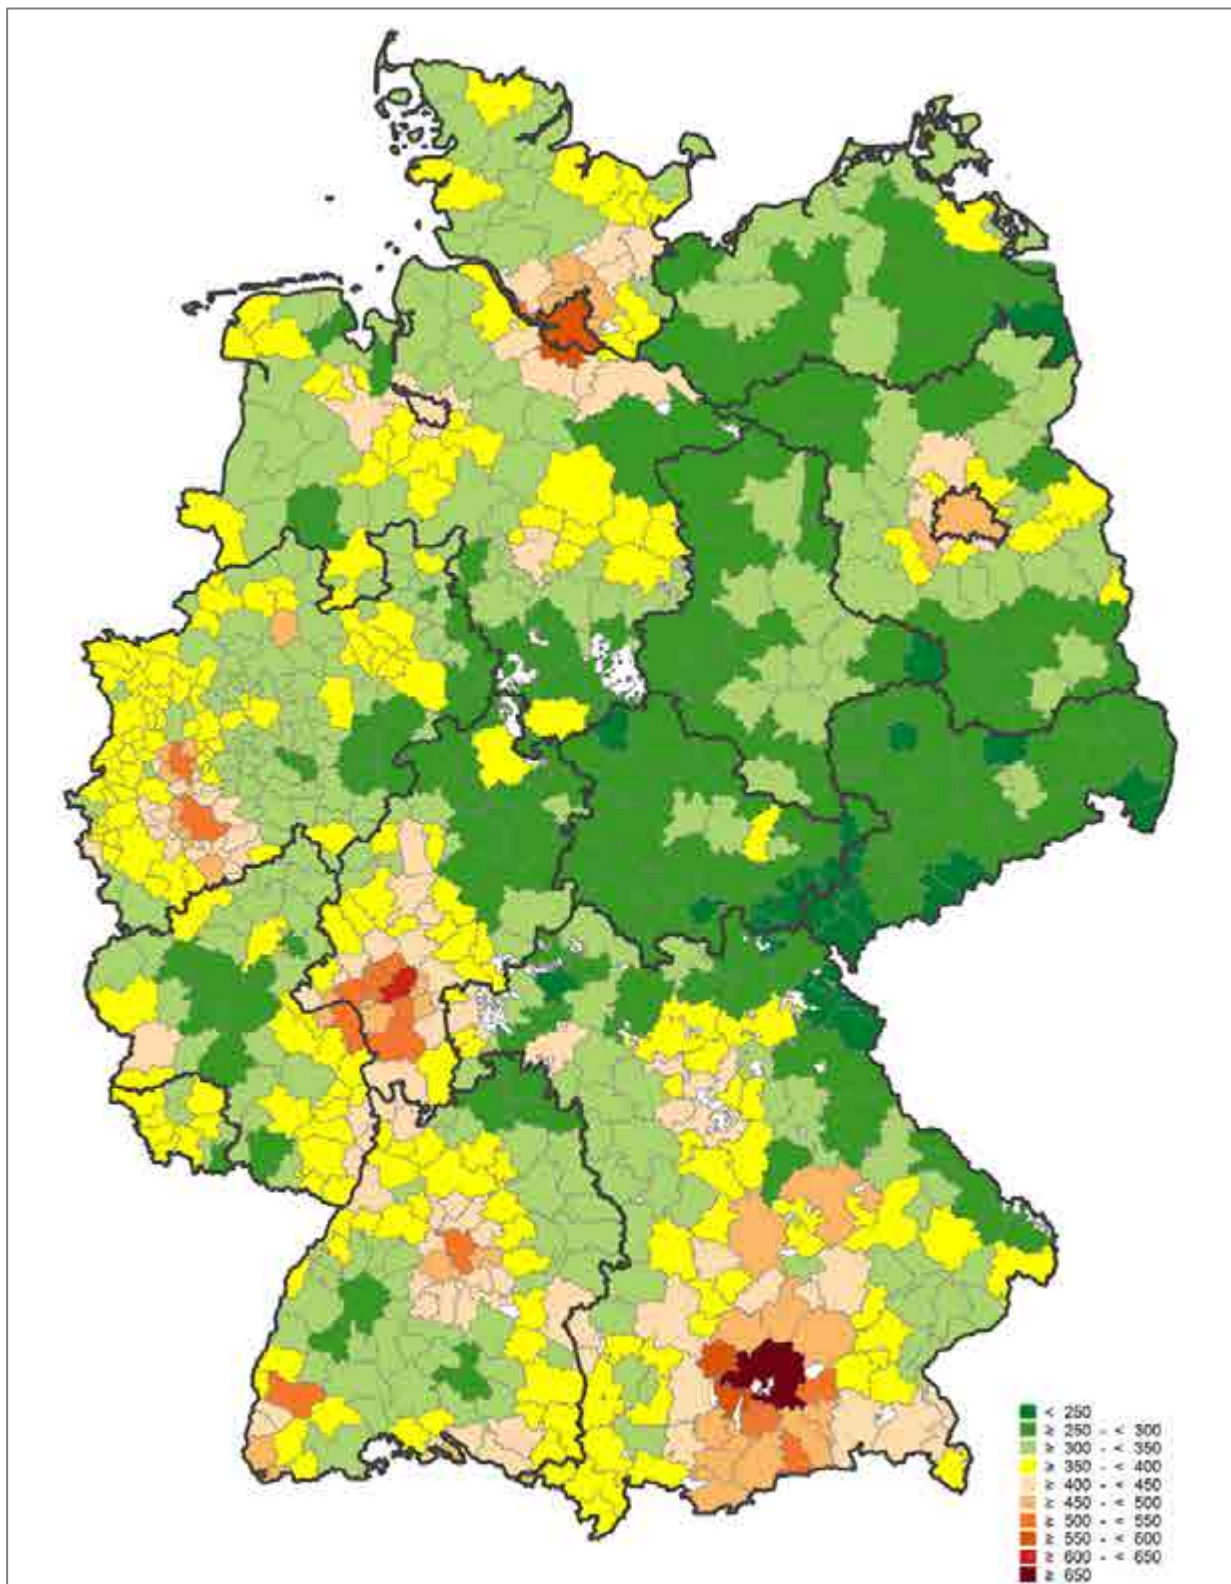 < 250
≥ 250 - < 300
≥ 300 - < 350
≥ 350 - < 400
≥ 400 - < 450
≥ 450 - < 500
≥ 500 - < 550
≥ 550 - < 600
≥ 600 - < 650
≥ 650